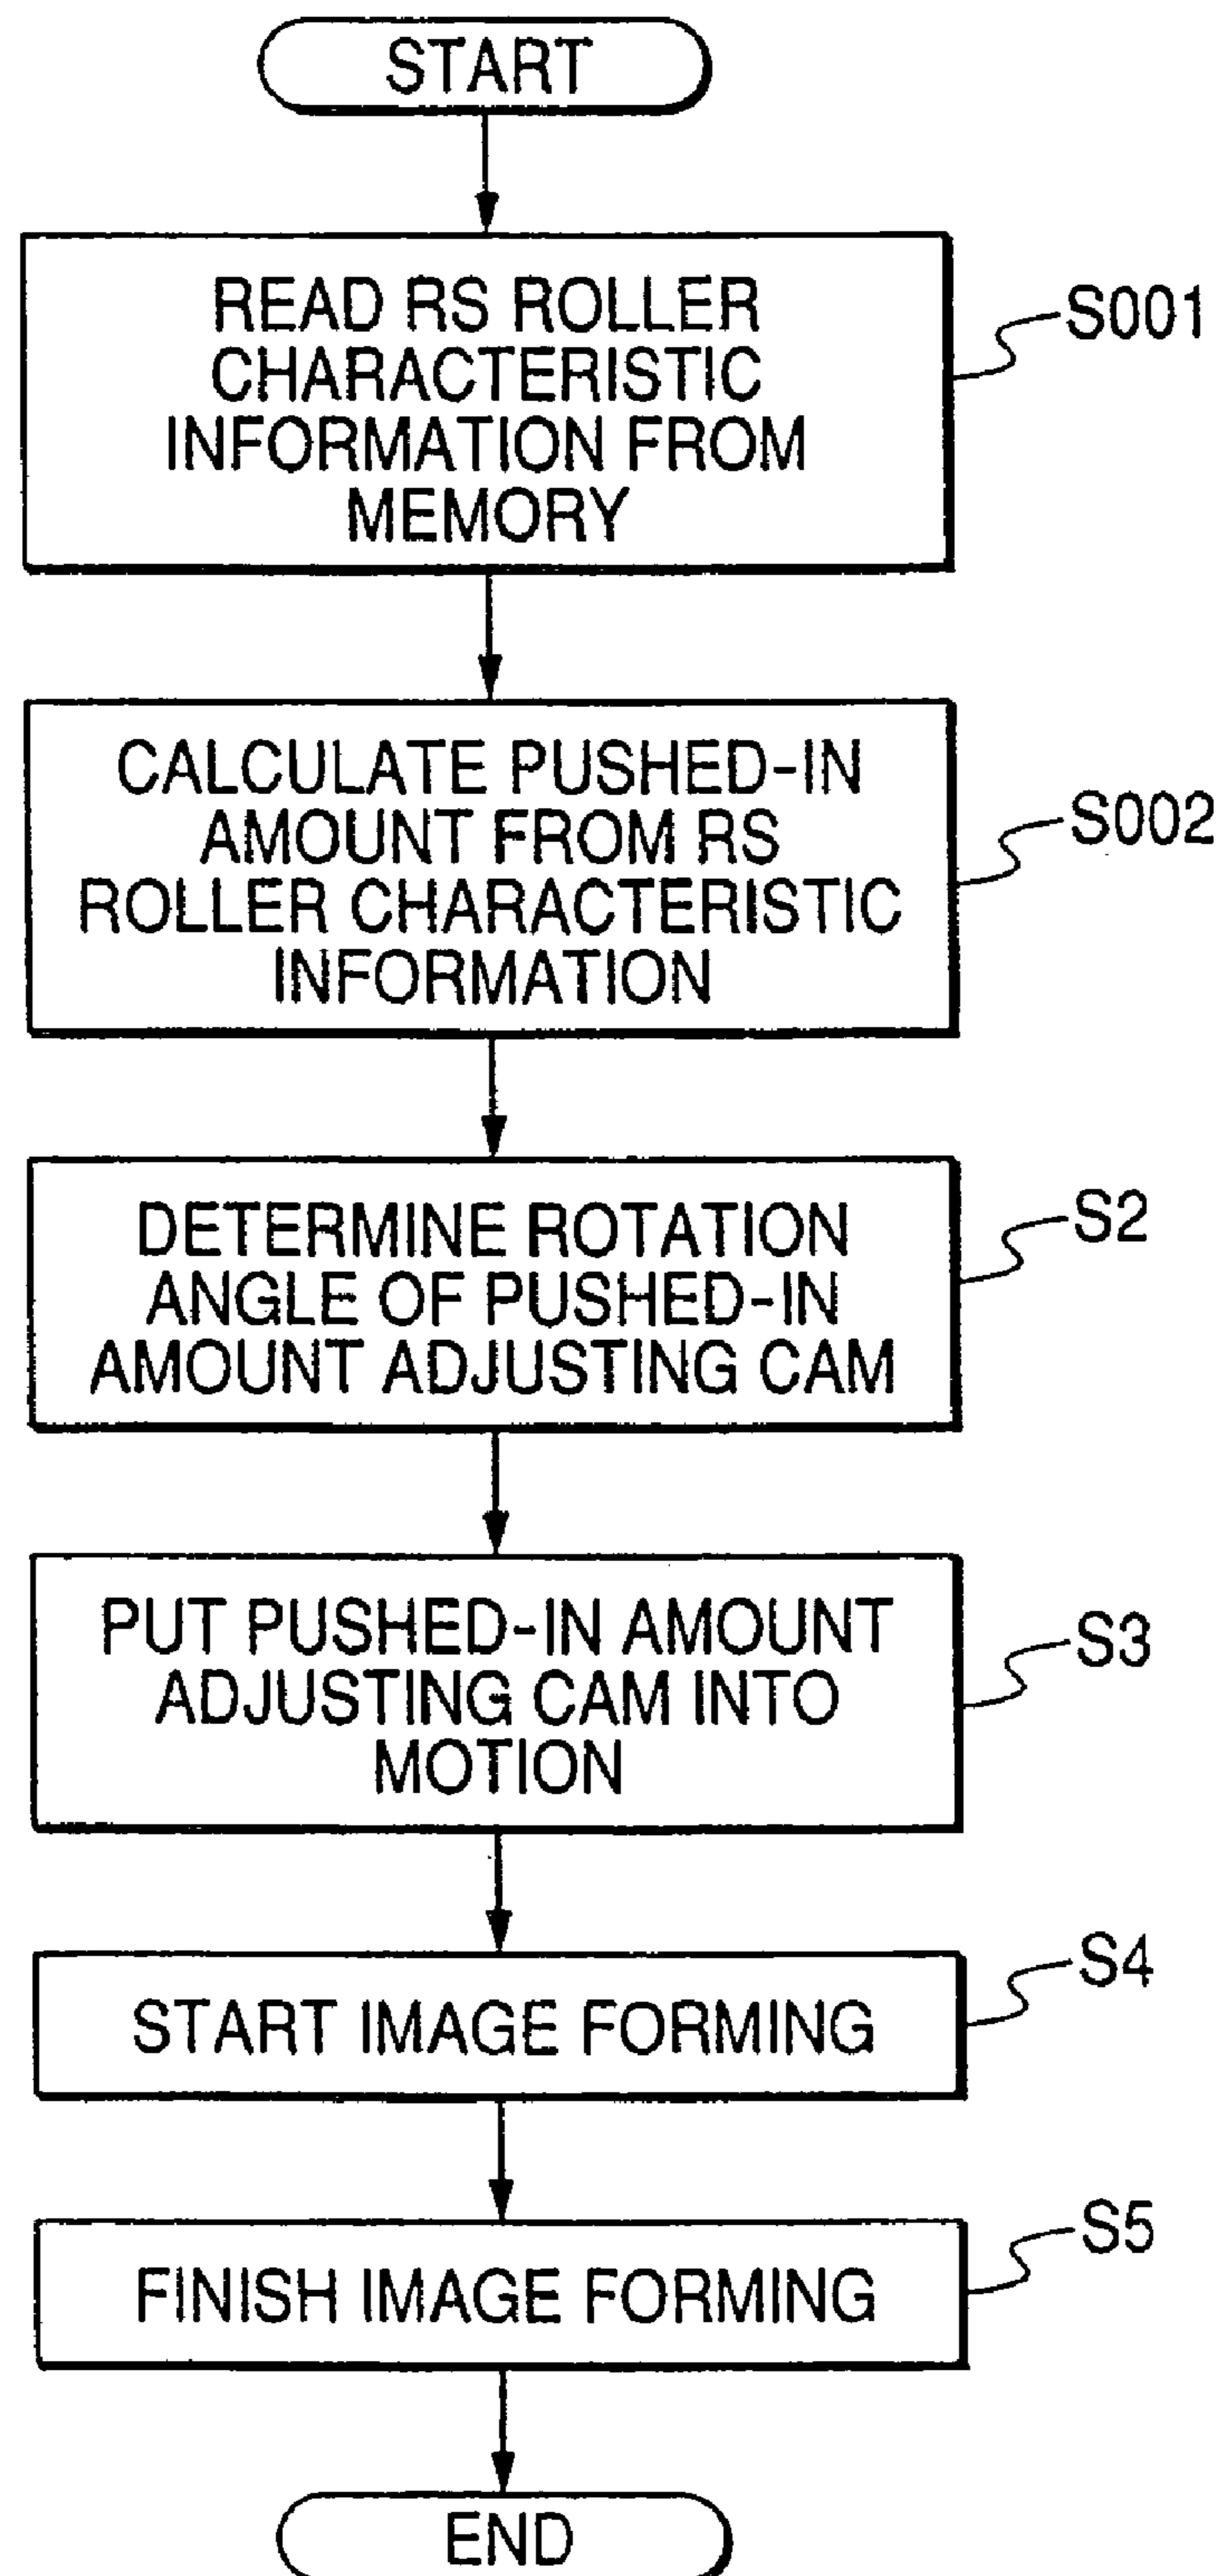 START
READ RS ROLLER
CHARACTERISTIC
INFORMATION FROM
MEMORY
S001
CALCULATE PUSHED-IN
AMOUNT FROM RS
ROLLER CHARACTERISTIC
INFORMATION
S002
DETERMINE ROTATION
ANGLE OF PUSHED-IN
AMOUNT ADJUSTING CAM
S2
PUT PUSHED-IN AMOUNT
ADJUSTING CAM INTO
MOTION
S3
START IMAGE FORMING
S4
FINISH IMAGE FORMING
S5
END